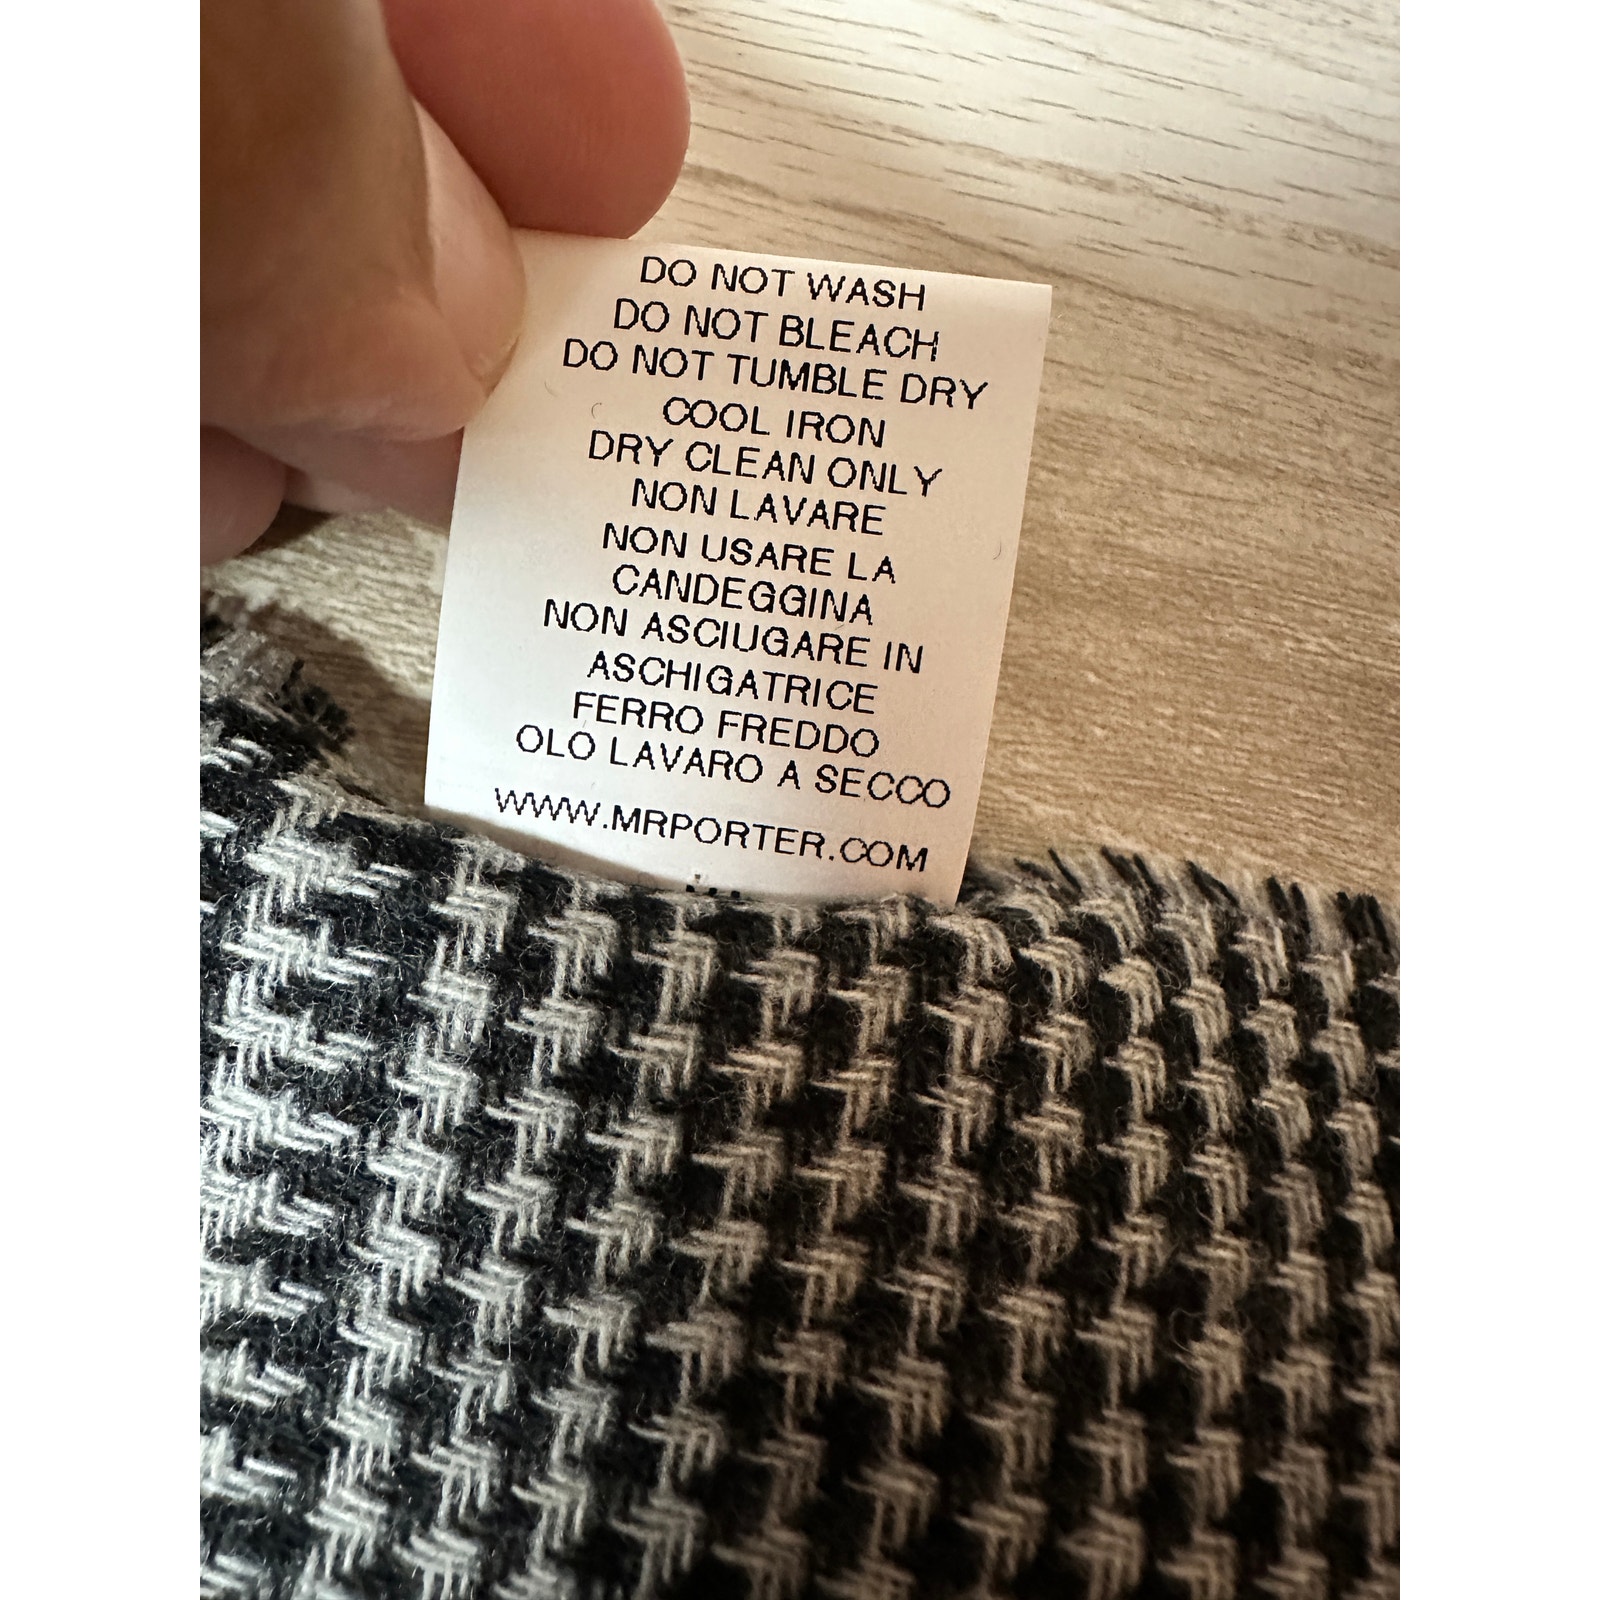 DO NOT WASH
DO NOT BLEACH
DO NOT TUMBLE DRY
COOL IRON
DRY CLEAN ONLY
NON LAVARE
NON USARE LA
CANDEGGINA
NON ASCIUGARE IN
ASCHIGATRICE
FERRO FREDDO
OLO LAVARO A SECCO
WWW.MRPORTER.COM